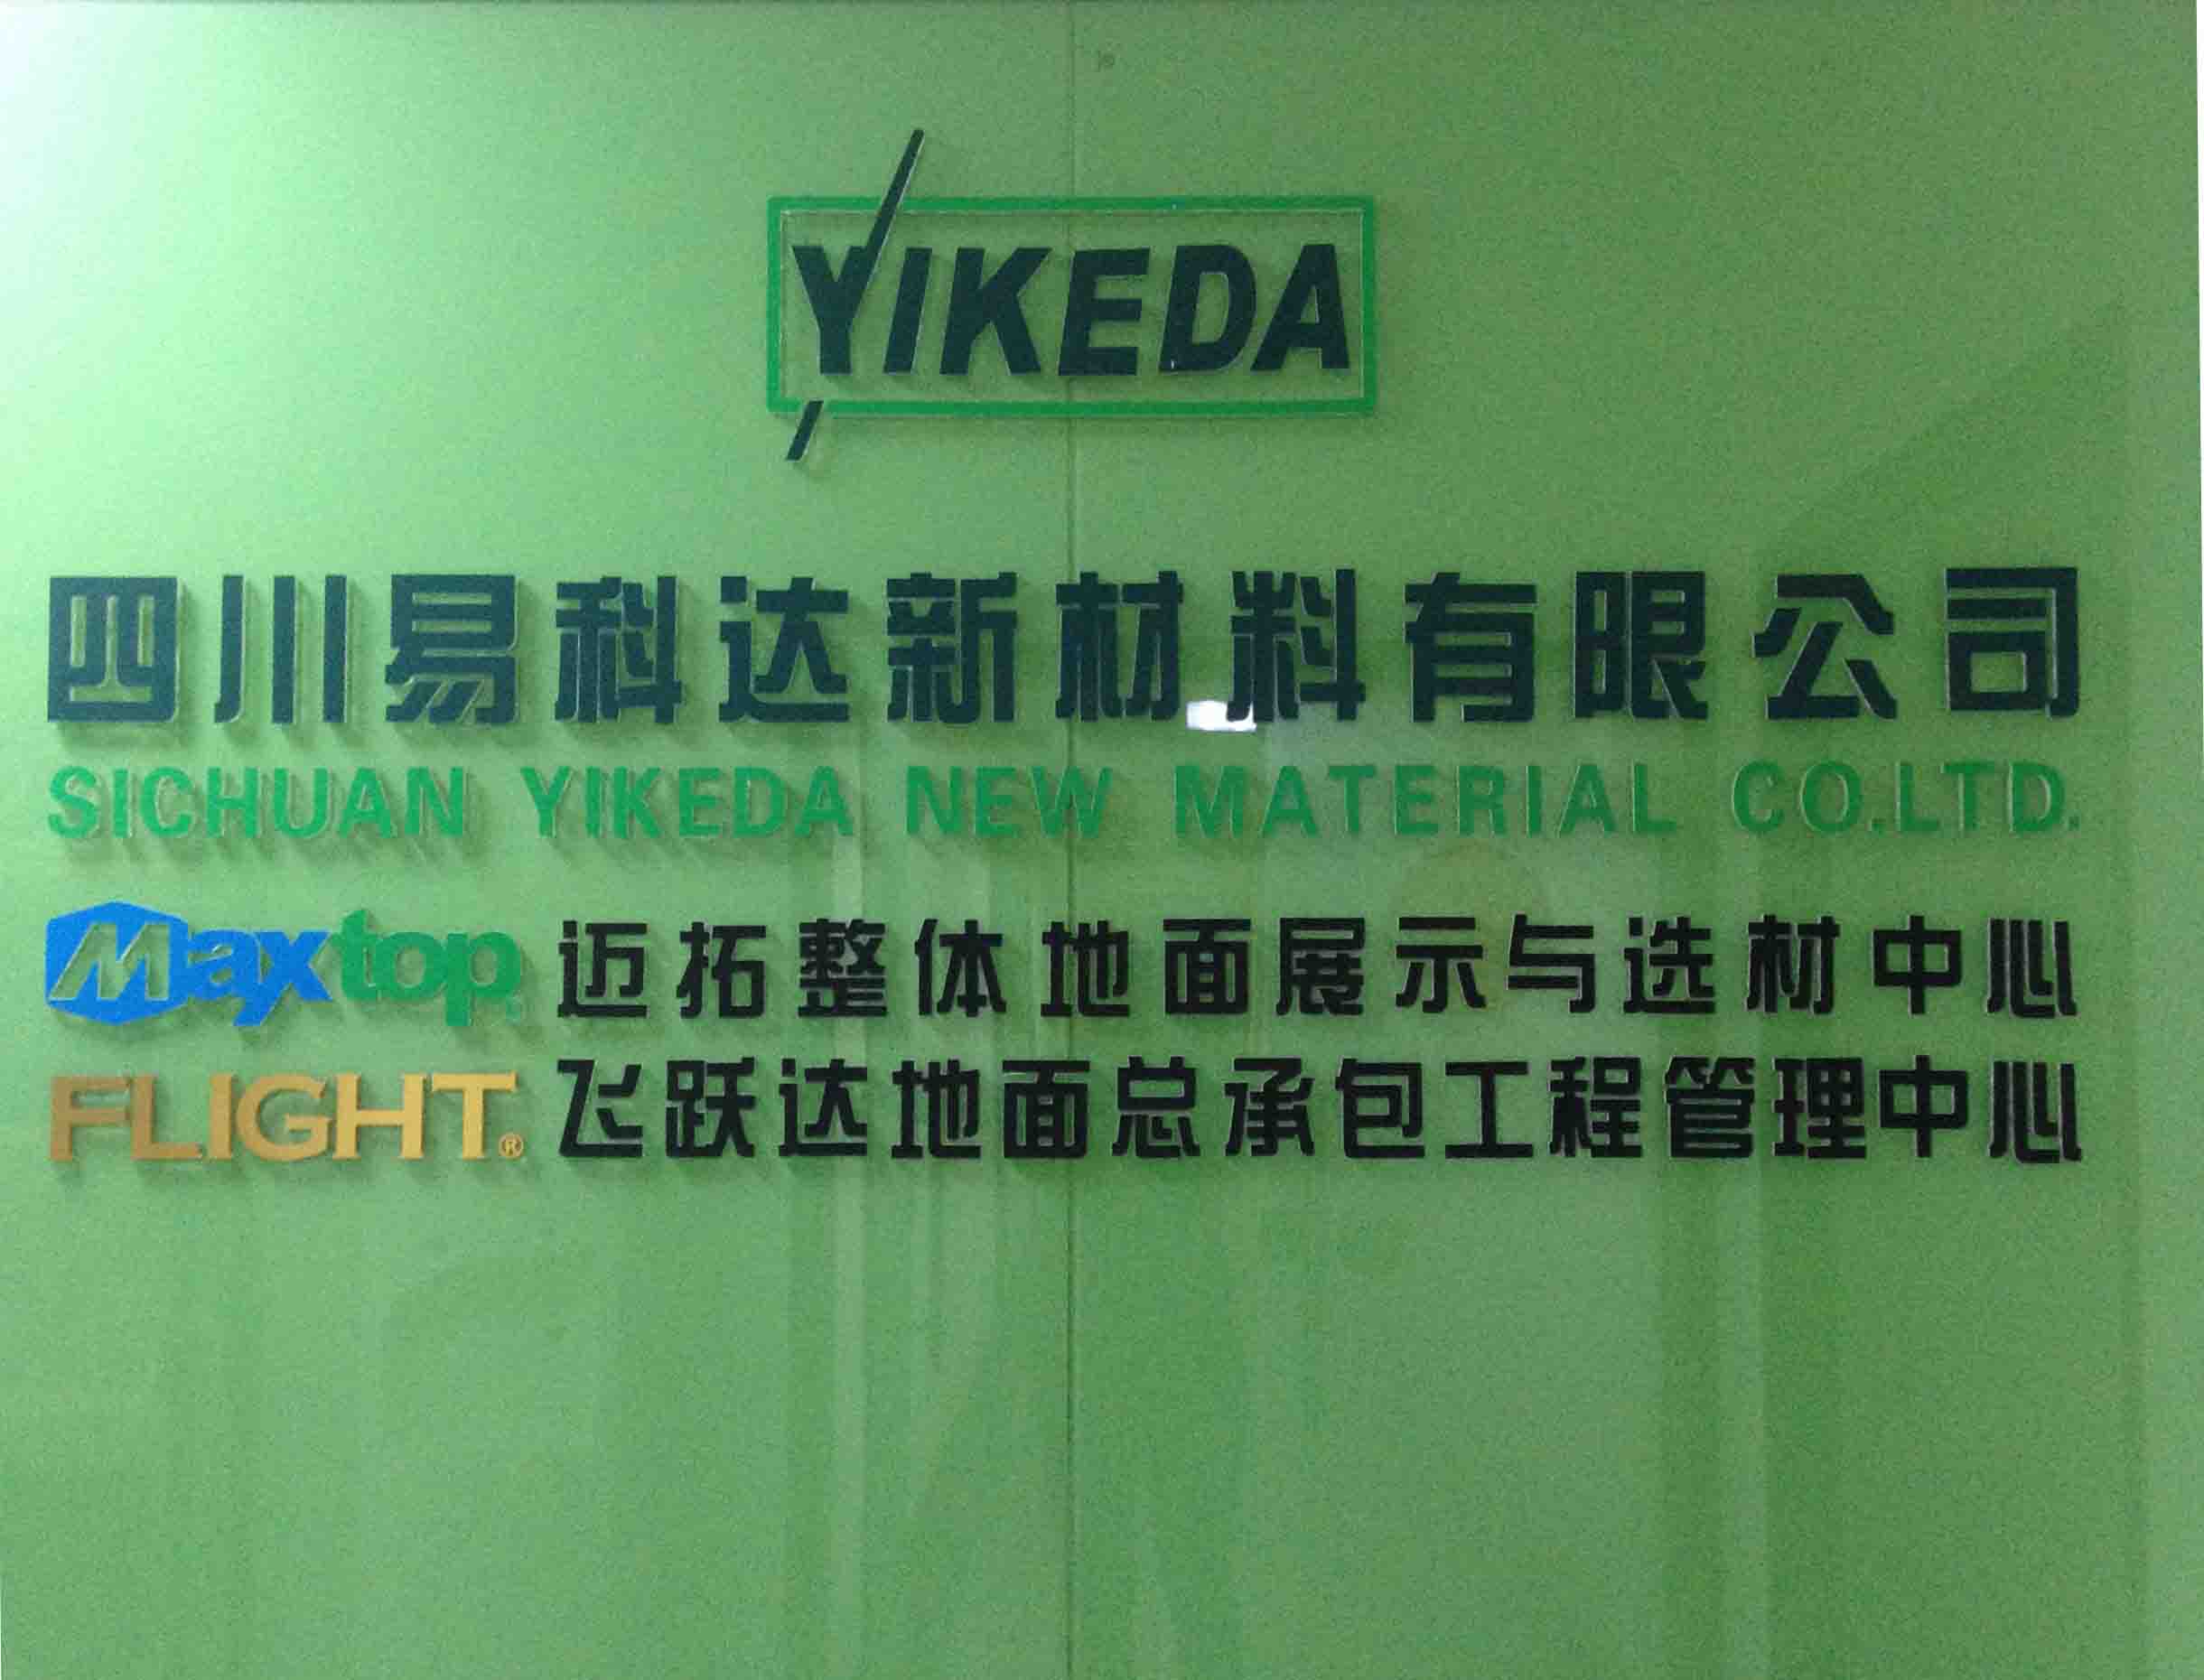 YIKEDA
四川易科达新材料有限公司
SICHUAN YIKEDA NEW MATERIAL CO.LTD.
Maxtop 迈拓整体地面展示与选材中心
FLIGHT® 飞跃达地面总承包工程管理中心